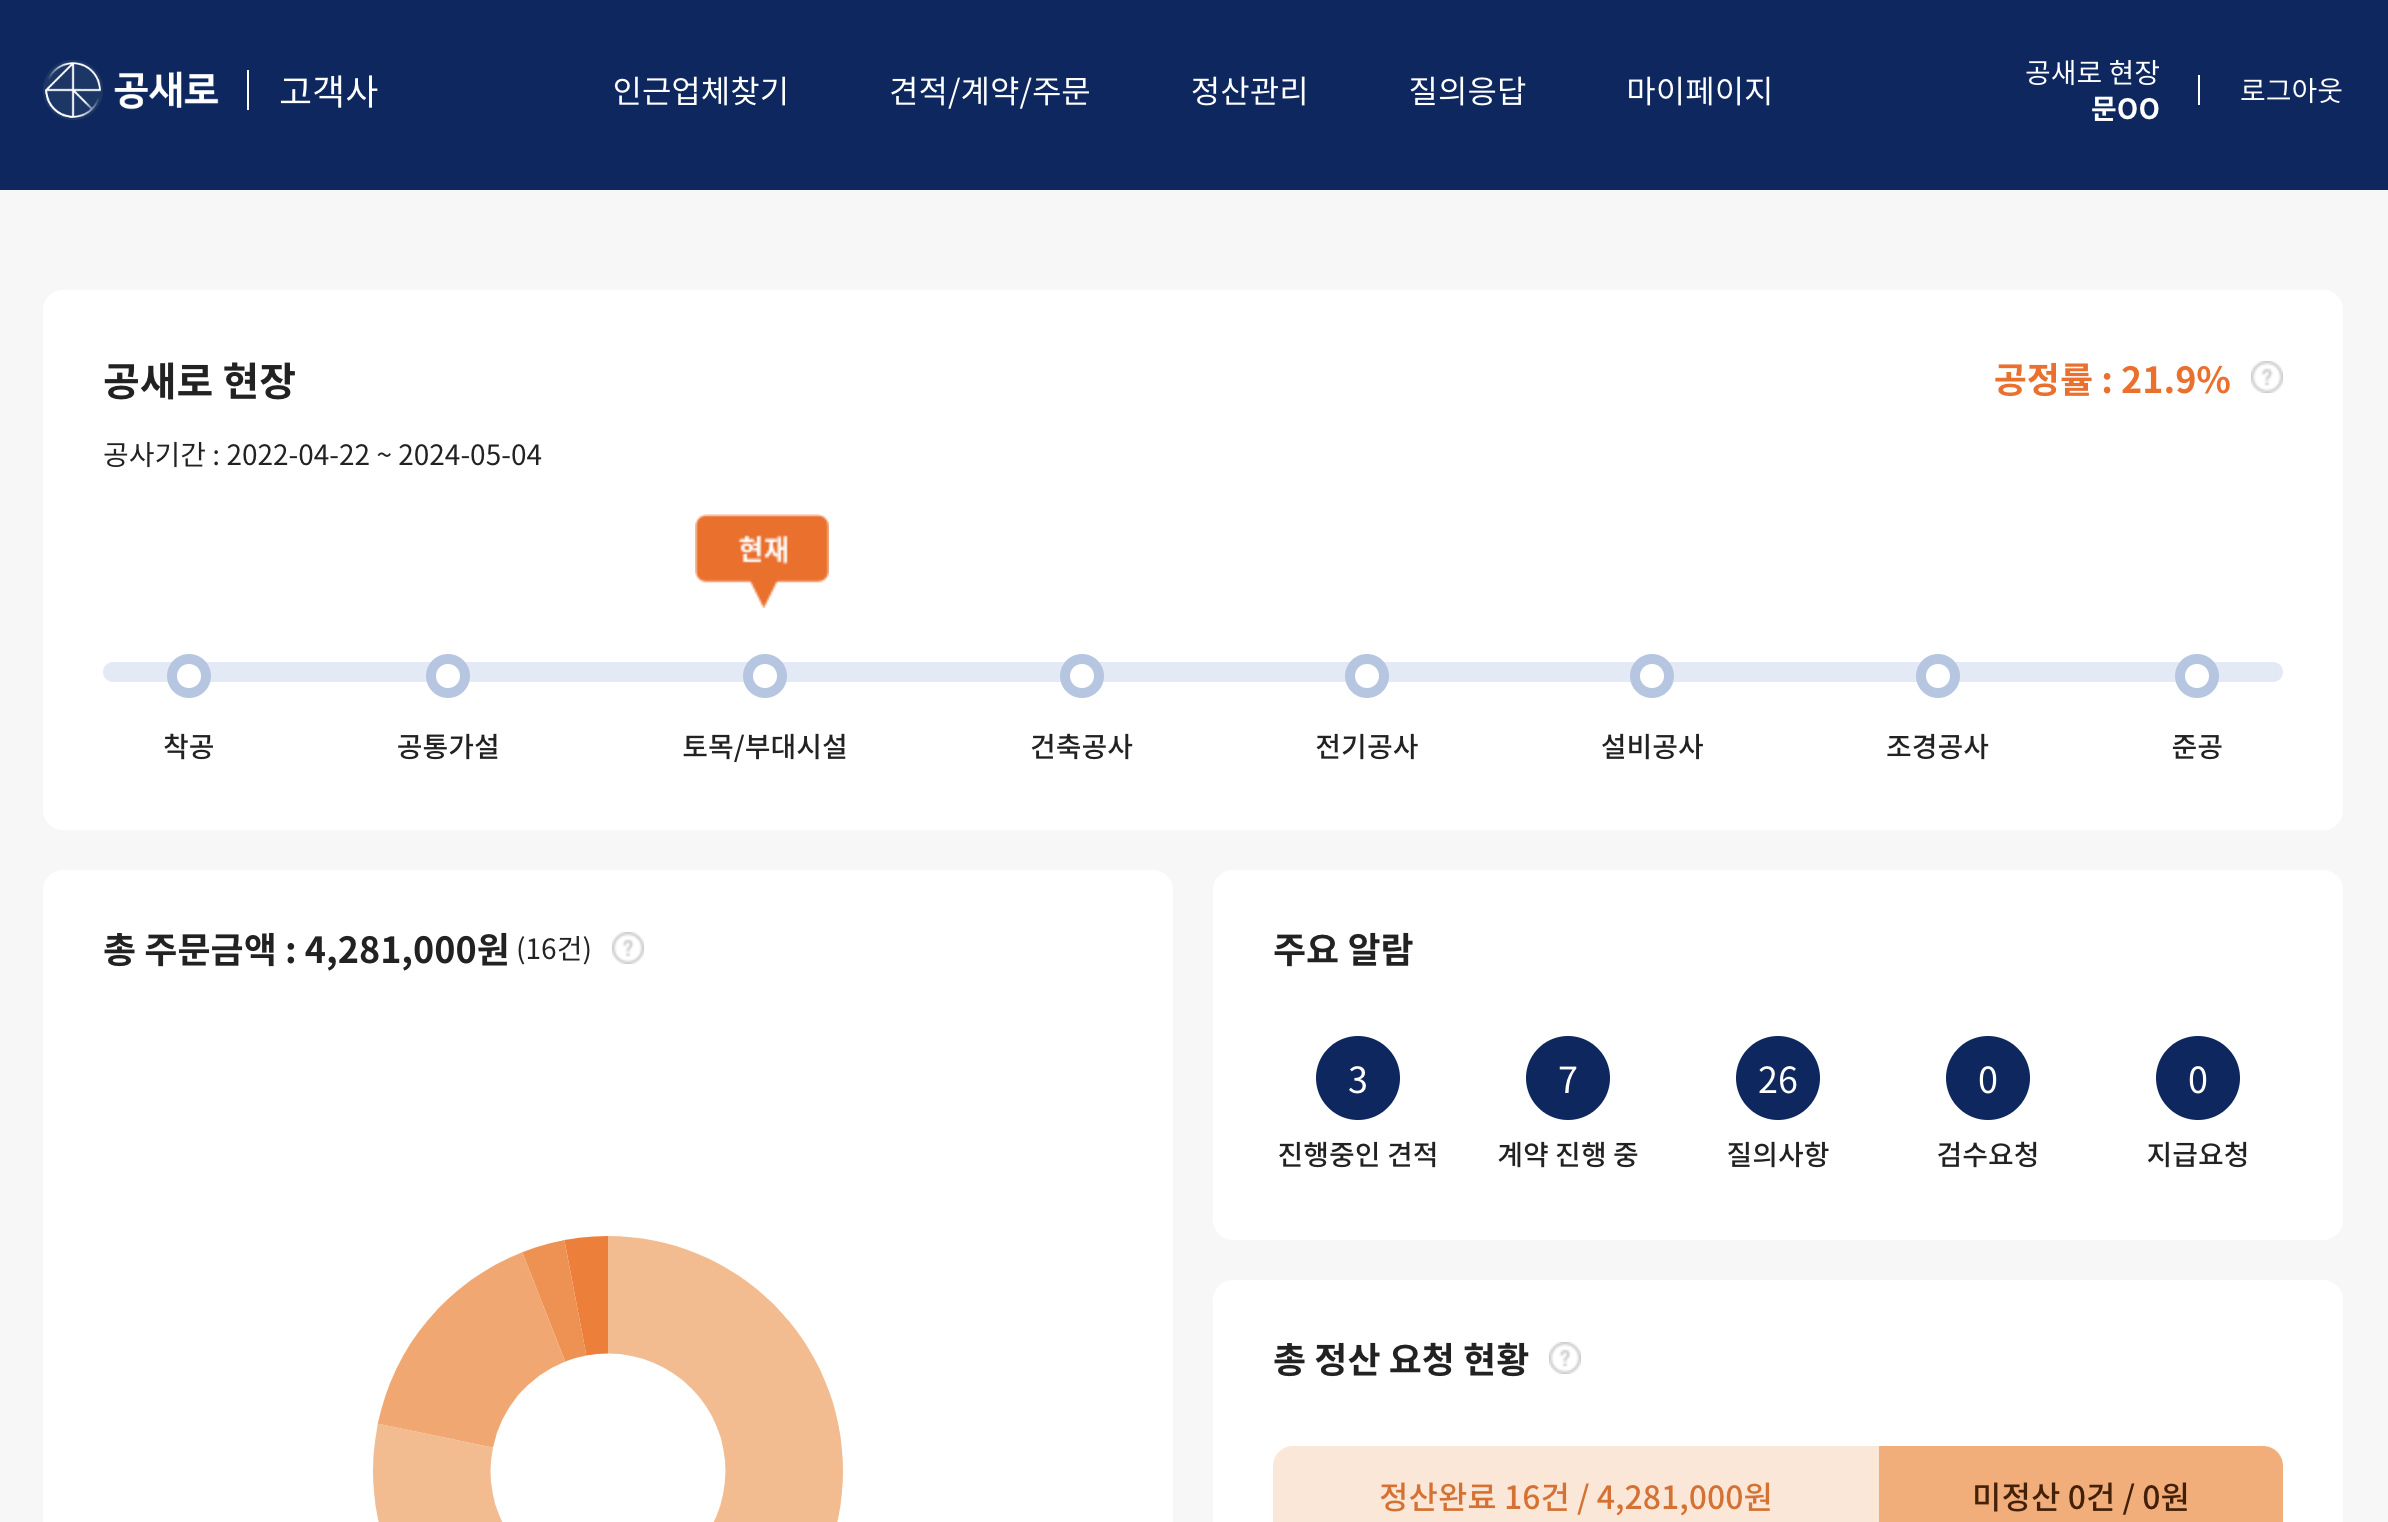 공새로 | 고객사
인근업체찾기 견적/계약/주문 정산관리 질의응답 마이페이지
공새로 현장
문OO
로그아웃
공새로 현장
공정률 : 21.9% ?
공사기간 : 2022-04-22 ~ 2024-05-04
현재
착공 공통가설 토목/부대시설 건축공사 전기공사 설비공사 조경공사 준공
총 주문금액 : 4,281,000원 (16건) ?
주요 알람
3 7 26 0 0
진행중인 견적 계약 진행 중 질의사항 검수요청 지급요청
총 정산 요청 현황 ?
정산완료 16건 / 4,281,000원 미정산 0건 / 0원